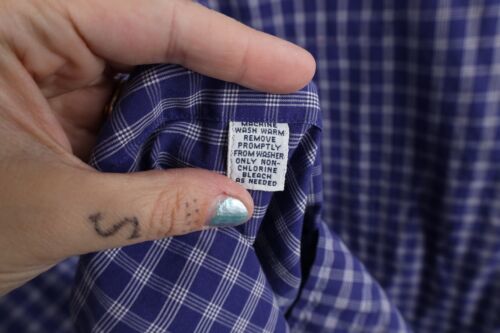 MACHINE
WASH WARM
REMOVE
PROMPTLY
FROM WASHER
ONLY NON-
CHLORINE
BLEACH
AS NEEDED
S